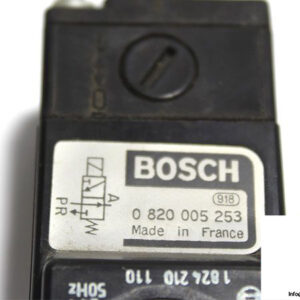 BOSCH
918
A
PR
0 820 005 253
Made in France
1 824 210 110
50Hz